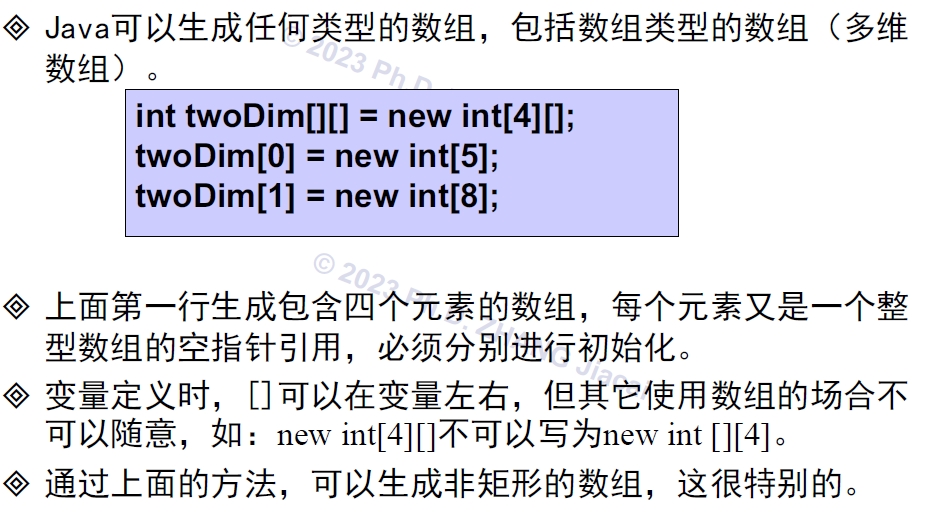 Java可以生成任何类型的数组，包括数组类型的数组（多维
数组）。
int twoDim[][] = new int[4][];
twoDim[0] = new int[5];
twoDim[1] = new int[8];
上面第一行生成包含四个元素的数组，每个元素又是一个整
型数组的空指针引用，必须分别进行初始化。
变量定义时，[]可以在变量左右，但其它使用数组的场合不
可以随意，如：new int[4][]不可以写为new int [][4]。
通过上面的方法，可以生成非矩形的数组，这很特别的。
© 2023 Ph.D.
© 2023 Ph.D. ZHANG